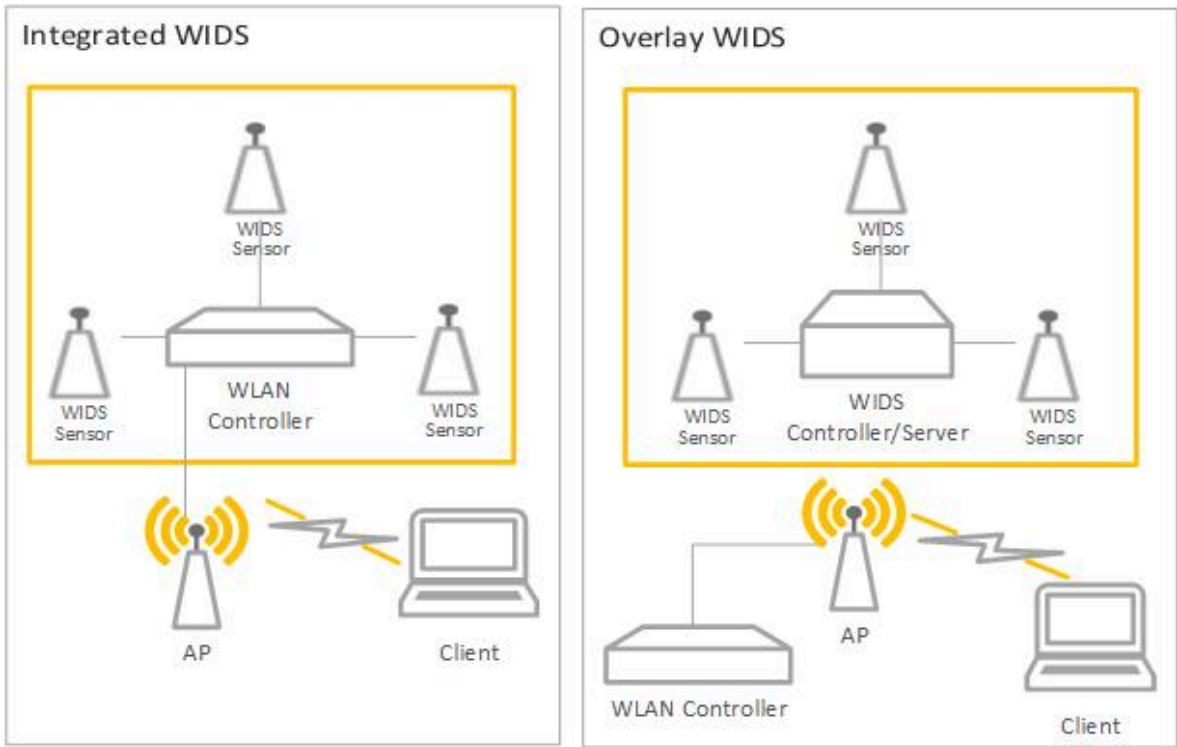 Integrated WIDS
WIDS
Sensor
WIDS
Sensor
WLAN
Controller
WIDS
Sensor
AP
Client
Overlay WIDS
WIDS
Sensor
WIDS
Sensor
WIDS
Controller/Server
WIDS
Sensor
AP
WLAN Controller
Client